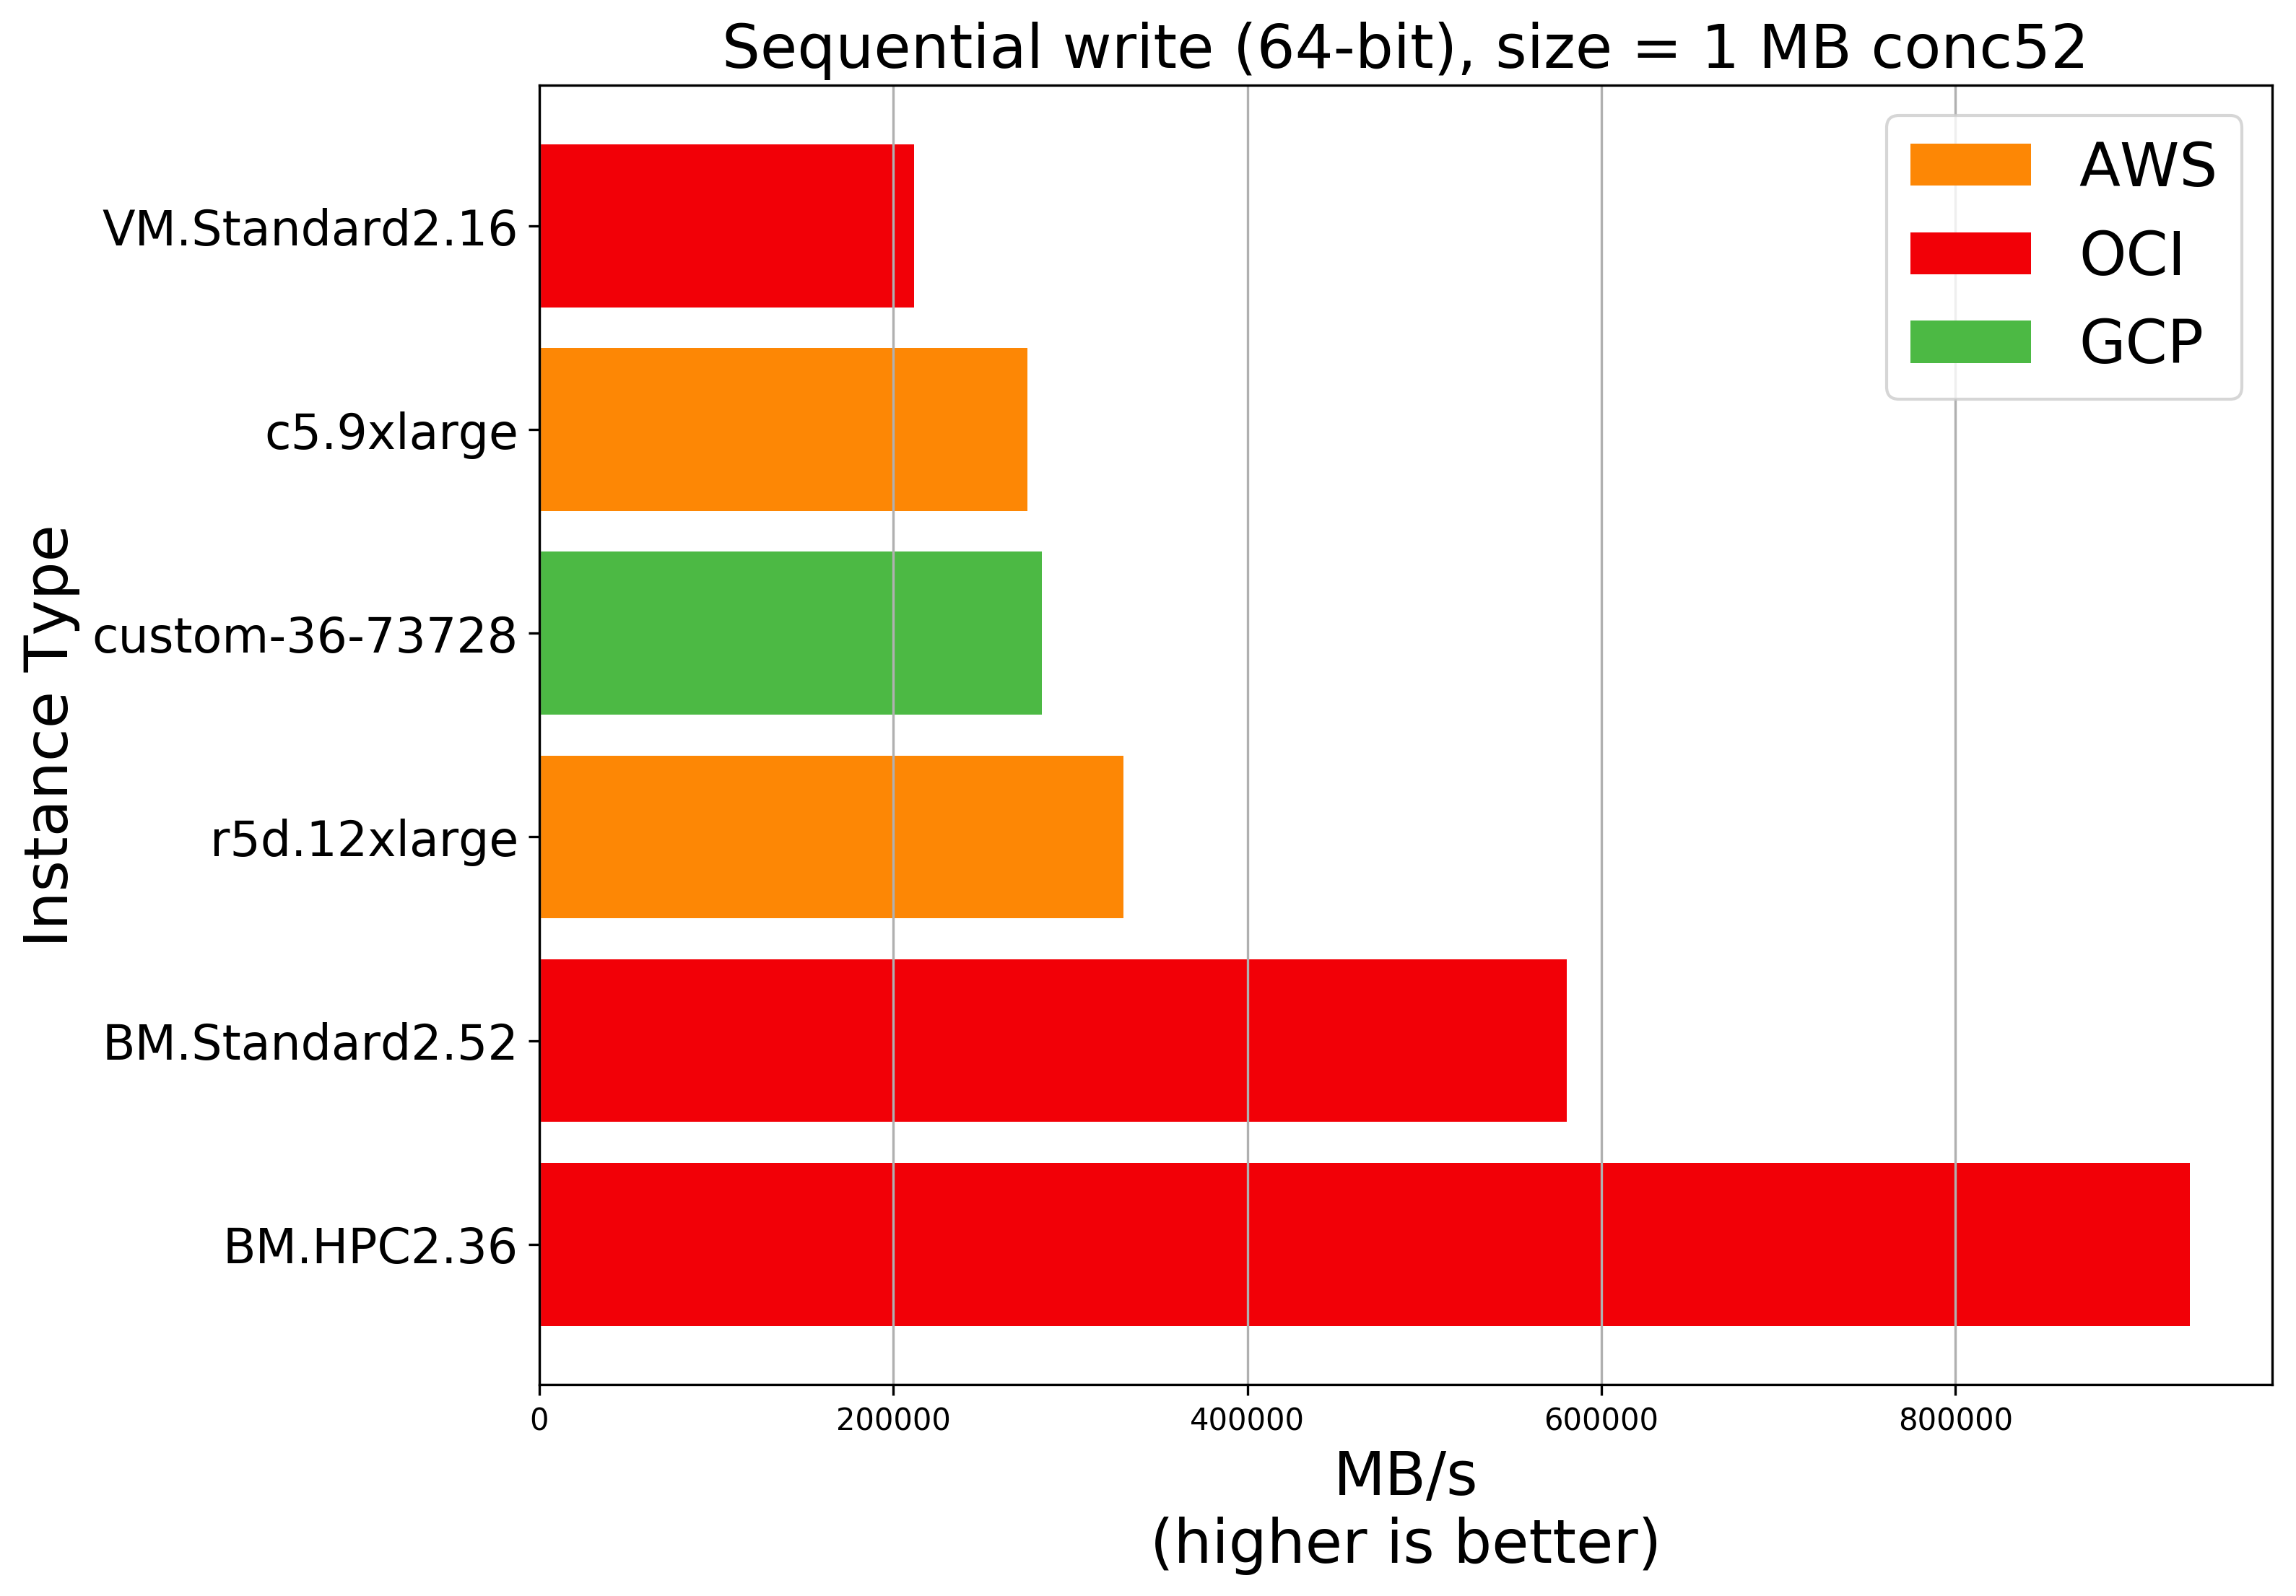 Sequential write (64-bit), size = 1 MB conc52
AWS
OCI
GCP
Instance Type
VM.Standard2.16
c5.9xlarge
custom-36-73728
r5d.12xlarge
BM.Standard2.52
BM.HPC2.36
0 200000 400000 600000 800000
MB/s
(higher is better)